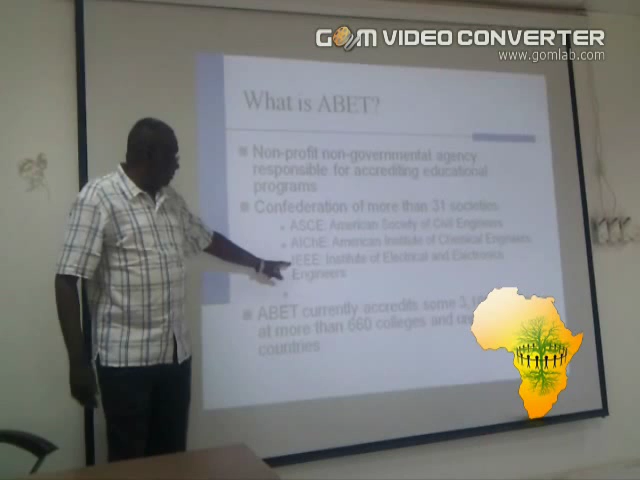 GOM VIDEO CONVERTER
www.gomlab.com
What is ABET?
Non-profit non-governmental agency
responsible for accrediting educational
programs
Confederation of more than 31 societies
ASCE: American Society of Civil Engineers
AIChE: American Institute of Chemical Engineers
IEEE: Institute of Electrical and Electronics
Engineers
ABET currently accredits some 3,
at more than 660 colleges and
countries